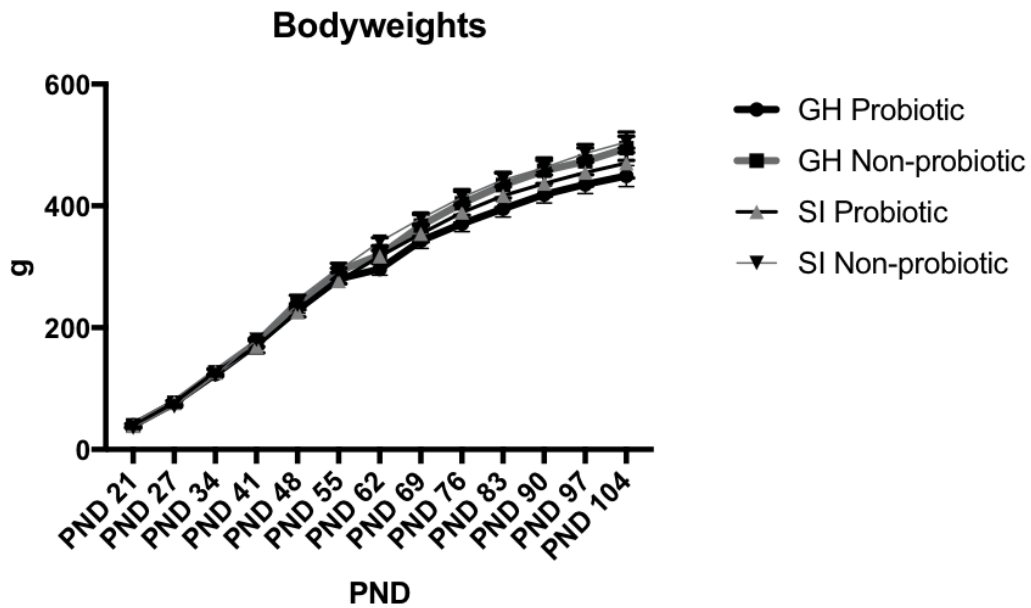 Bodyweights
600
400
200
0
g
PND 21
PND 27
PND 34
PND 41
PND 48
PND 55
PND 62
PND 69
PND 76
PND 83
PND 90
PND 97
PND 104
PND
GH Probiotic
GH Non-probiotic
SI Probiotic
SI Non-probiotic